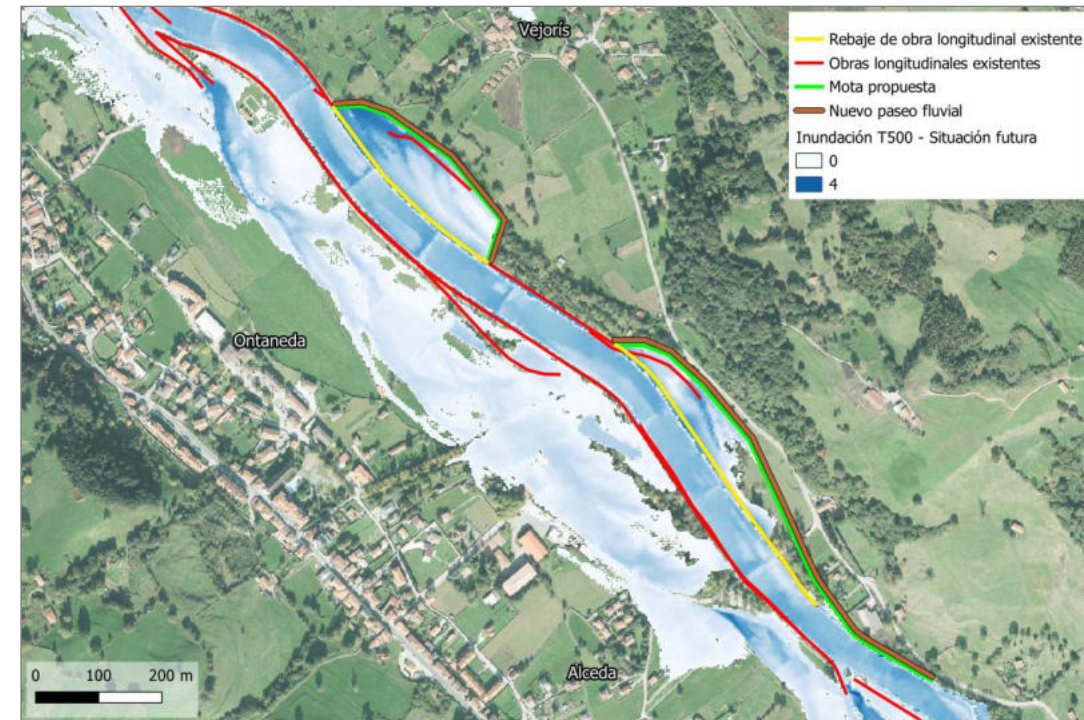 Vejorís
Rebaje de obra longitudinal existente
Obras longitudinales existentes
Mota propuesta
Nuevo paseo fluvial
Inundación T500 - Situación futura
0
4
Ontaneda
Alceda
0 100 200 m